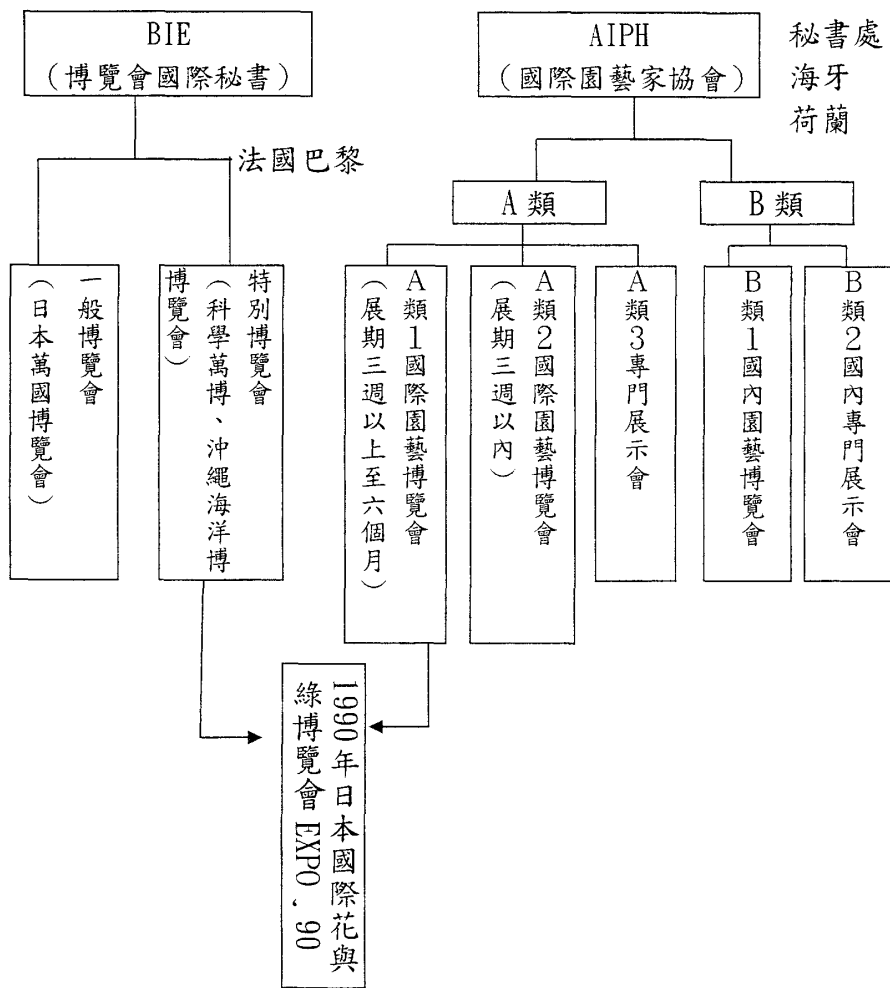 BIE
（博覽會國際秘書）
AIPH
（國際園藝家協會）
秘書處
海牙
荷蘭
法國巴黎
A 類
B 類
一般博覽會
（日本萬國博覽會）
特別博覽會
（科學萬博、沖繩海洋博
博覽會）
A類1國際園藝博覽會
（展期三週以上至六個月）
A類2國際園藝博覽會
（展期三週以內）
A類3專門展示會
B類1國內園藝博覽會
B類2國內專門展示會
1990年日本國際花與
綠博覽會EXPO、90